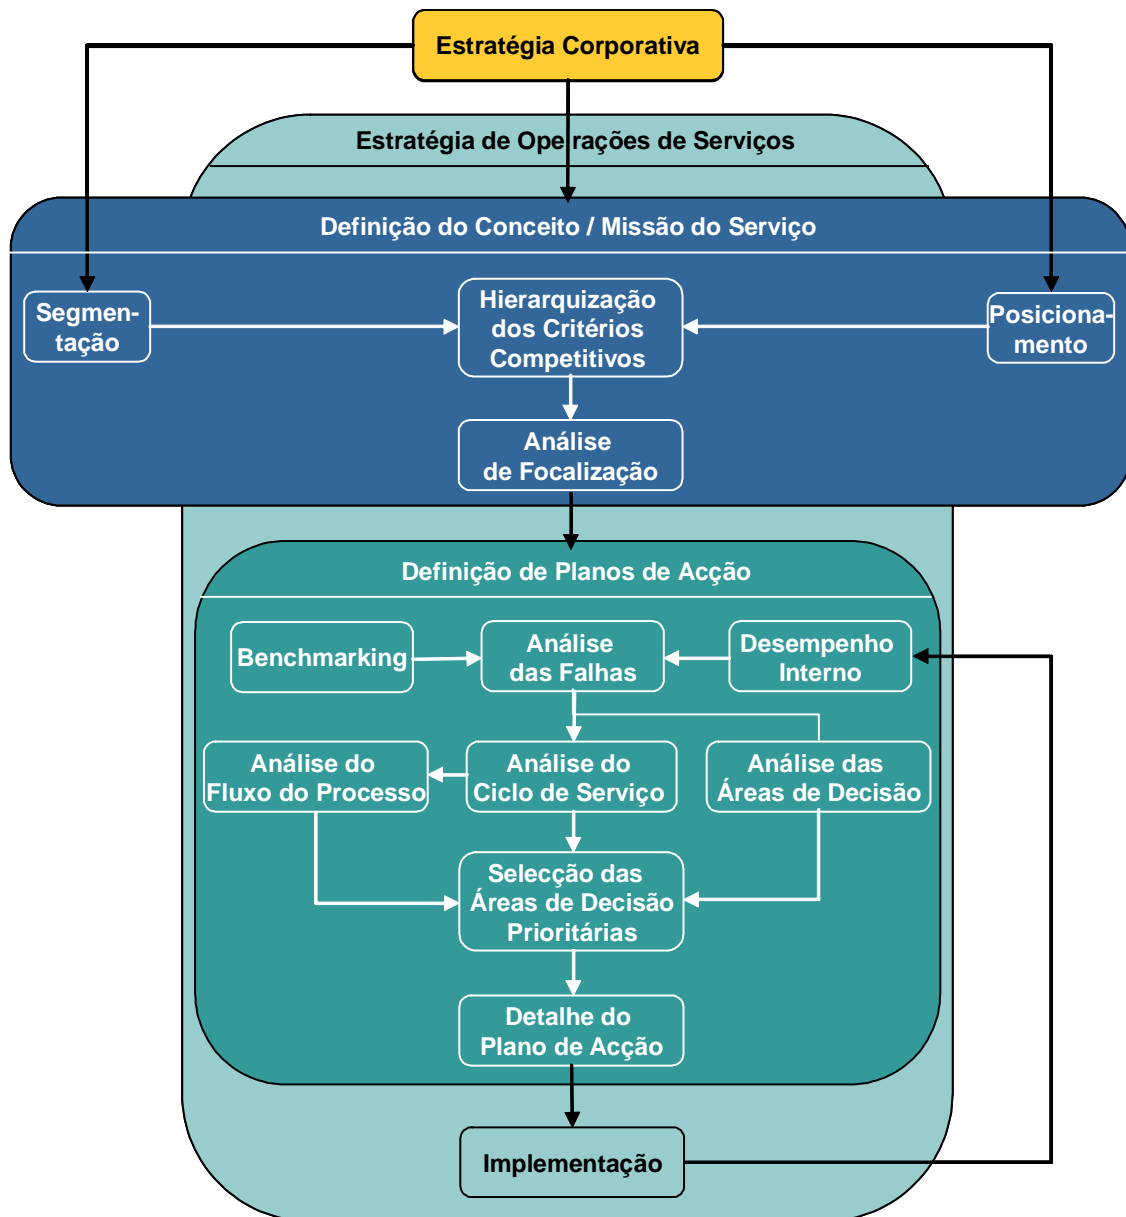 Estratégia Corporativa
Estratégia de Operações de Serviços
Definição do Conceito / Missão do Serviço
Segmen-
tação
Hierarquização
dos Critérios
Competitivos
Posiciona-
mento
Análise
de Focalização
Definição de Planos de Acção
Benchmarking
Análise
das Falhas
Desempenho
Interno
Análise do
Fluxo do Processo
Análise do
Ciclo de Serviço
Análise das
Áreas de Decisão
Selecção das
Áreas de Decisão
Prioritárias
Detalhe do
Plano de Acção
Implementação